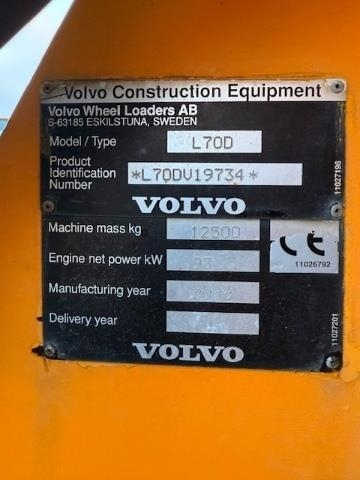 Volvo Construction Equipment
Volvo Wheel Loaders AB
S-63185 ESKILSTUNA, SWEDEN
Model / Type L70D
Product
Identification *L70DV19734*
Number
VOLVO
11027196
Machine mass kg 12500
Engine net power kW
CE
11026792
Manufacturing year
Delivery year
VOLVO
11027201